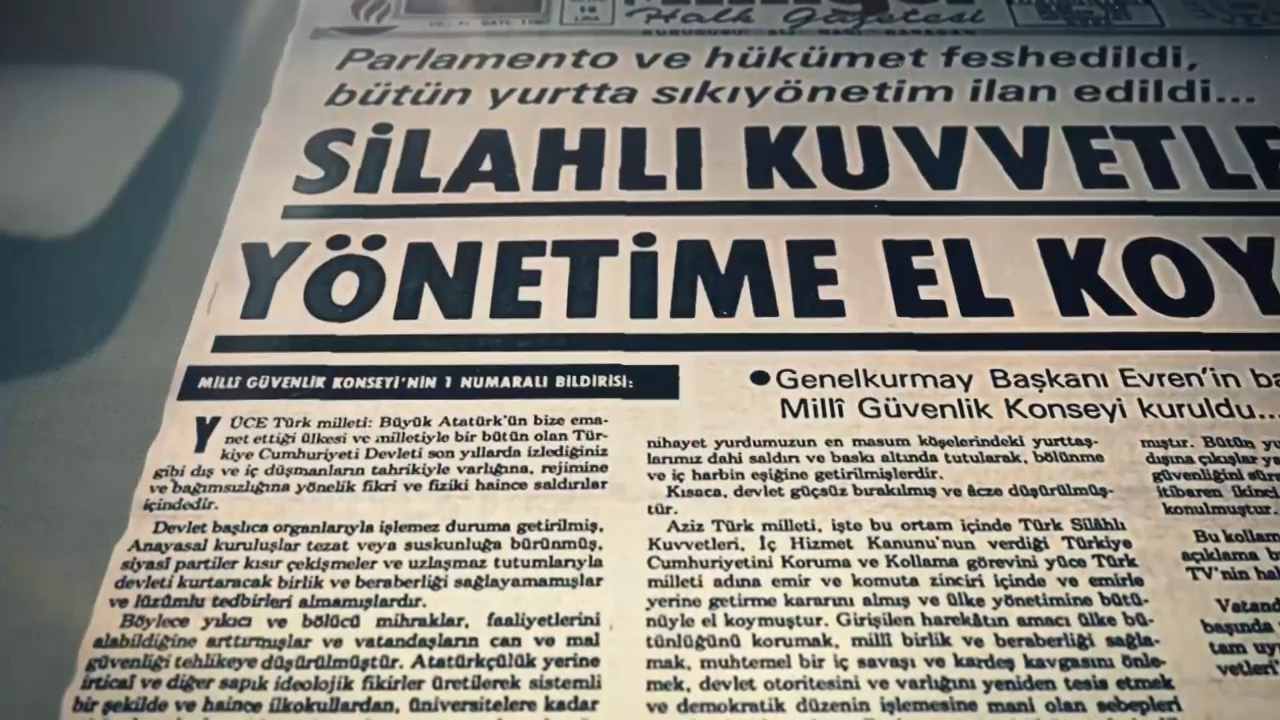 Halk Gazetesi
Parlamento ve hükümet feshedildi,
bütün yurtta sıkıyönetim ilan edildi...
SİLAHLI KUVVETLE
YÖNETİME EL KOY
MİLLÎ GÜVENLİK KONSEYİ'NİN 1 NUMARALI BİLDİRİSİ:
YÜCE Türk milleti: Büyük Atatürk'ün bize ema-
net ettiği ülkesi ve milletiyle bir bütün olan Tür-
kiye Cumhuriyeti Devleti son yıllarda izlediğiniz
gibi dış ve iç düşmanların tahrikiyle varlığına, rejimine
ve bağımsızlığına yönelik fikri ve fiziki haince saldırılar
içindedir.
Devlet başlıca organlarıyla işlemez duruma getirilmiş,
Anayasal kuruluşlar tezat veya suskunluğa bürünmüş,
siyasî partiler kısır çekişmeler ve uzlaşmaz tutumlarıyla
devleti kurtaracak birlik ve beraberliği sağlayamamışlar
ve lüzumlu tedbirleri almamışlardır.
Böylece yıkıcı ve bölücü mihraklar, faaliyetlerini
alabildiğine arttırmışlar ve vatandaşların can ve mal
güvenliği tehlikeye düşürülmüştür. Atatürkçülük yerine
irticaî ve diğer sapık ideolojik fikirler üretilerek sistemli
bir şekilde ve haince ilkokullardan, üniversitelere kadar
●Genelkurmay Başkanı Evren'in ba
Millî Güvenlik Konseyi kuruldu...
nihayet yurdumuzun en masum köşelerindeki yurttaş-
larımız dahi saldırı ve baskı altında tutularak, bölünme
ve iç harbin eşiğine getirilmişlerdir.
Kısaca, devlet güçsüz bırakılmış ve âcze düşürülmüş-
tür.
Aziz Türk milleti, işte bu ortam içinde Türk Silâhlı
Kuvvetleri, İç Hizmet Kanunu'nun verdiği Türkiye
Cumhuriyetini Koruma ve Kollama görevini yüce Türk
milleti adına emir ve komuta zinciri içinde ve emirle
yerine getirme kararını almış ve ülke yönetimine bütü-
nüyle el koymuştur. Girişilen harekâtın amacı ülke bü-
tünlüğünü korumak, millî birlik ve beraberliği sağla-
mak, muhtemel bir iç savaşı ve kardeş kavgasını önle-
mek, devlet otoritesini ve varlığını yeniden tesis etmek
ve demokratik düzenin işlemesine mani olan sebepleri
mıştır. Bütün y
dışına çıkışlar ya
güvenliğini sür
itibaren ikinci
konulmuştur.
Bu kollam
açıklama b
TV'nin hal
Vatand
başında
tam uy
vetleri